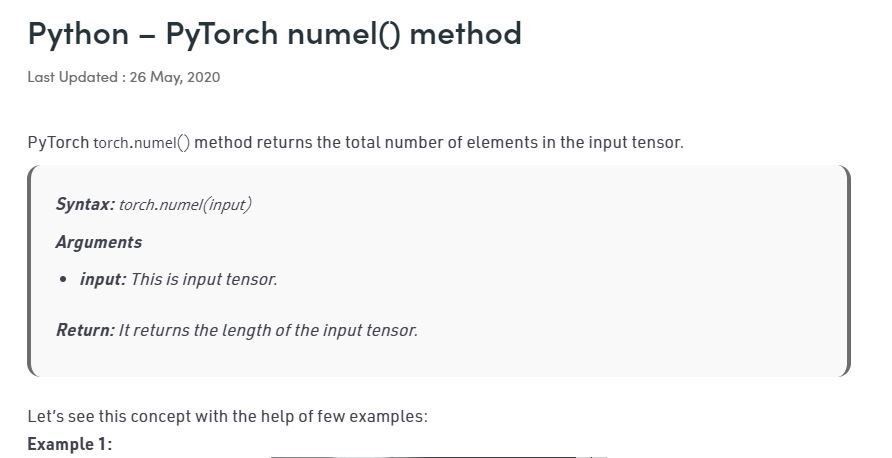 Python – PyTorch numel() method
Last Updated : 26 May, 2020
PyTorch torch.numel() method returns the total number of elements in the input tensor.
Syntax: torch.numel(input)
Arguments
• input: This is input tensor.
Return: It returns the length of the input tensor.
Let’s see this concept with the help of few examples:
Example 1: